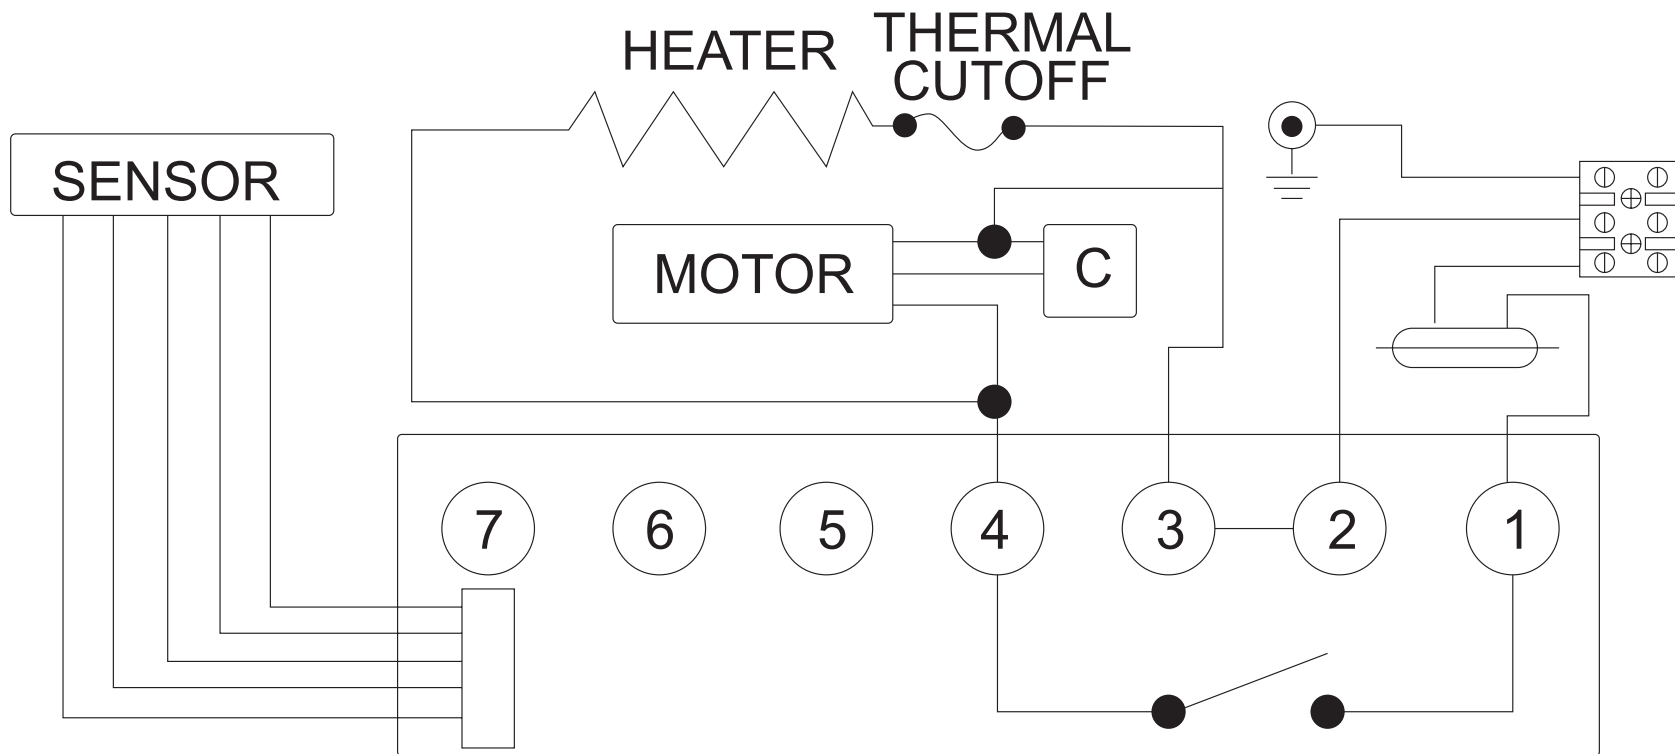 HEATER
THERMAL
CUTOFF
SENSOR
MOTOR
C
7 6 5 4 3 2 1